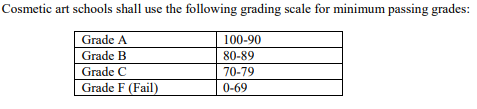 Cosmetic art schools shall use the following grading scale for minimum passing grades:
Grade A 100-90
Grade B 80-89
Grade C 70-79
Grade F (Fail) 0-69